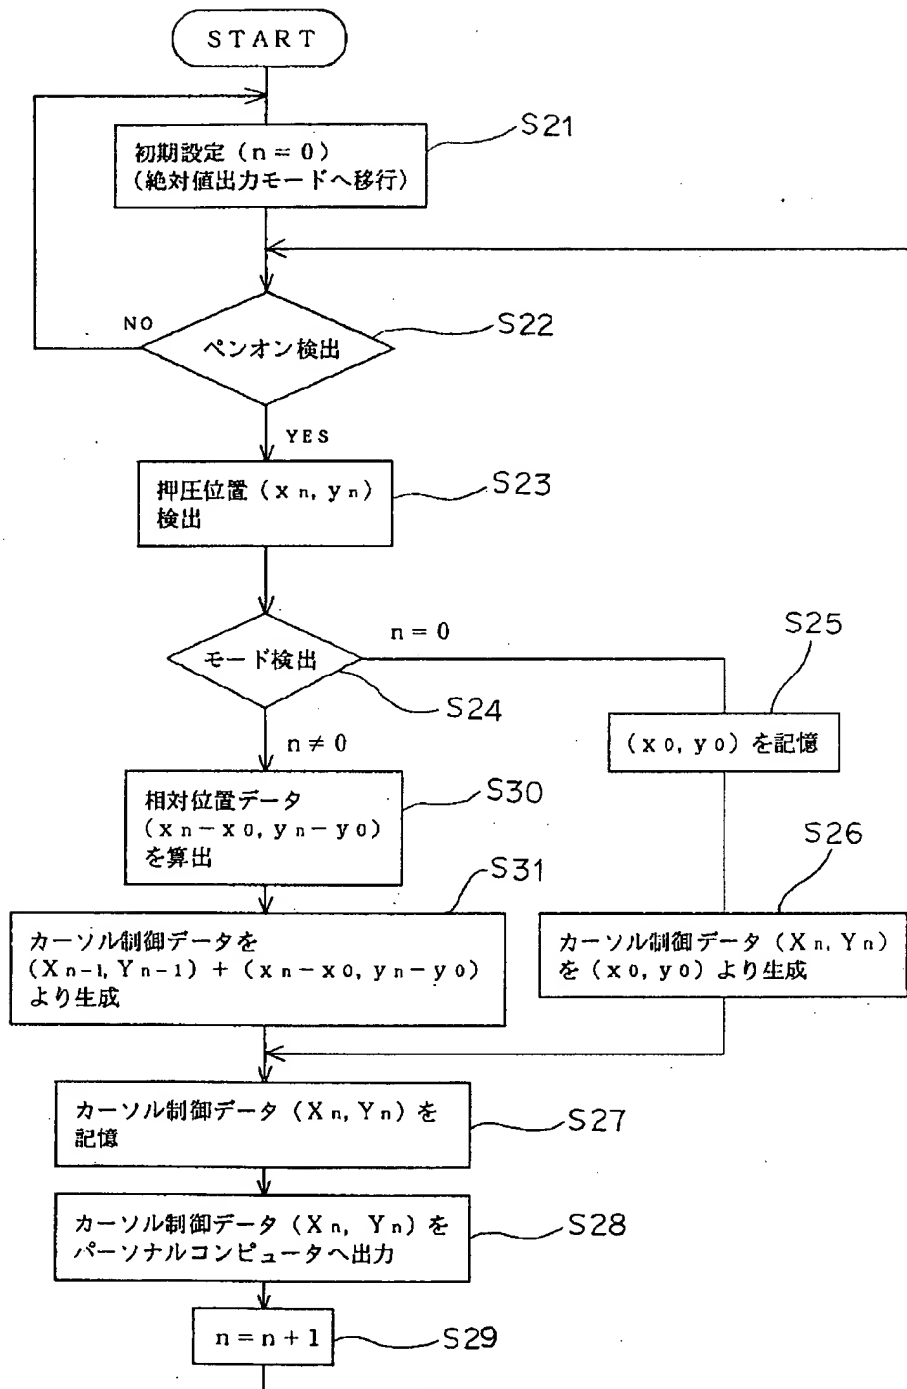 START
S21
初期設定（n＝0）
（絶対値出力モードへ移行）
NO
S22
ペンオン検出
YES
S23
押圧位置（xn, yn）
検出
n＝0
S25
モード検出
S24
（x0, y0）を記憶
n≠0
S30
相対位置データ
（xn－x0, yn－y0）
を算出
S26
S31
カーソル制御データを
（Xn-1, Yn-1）＋（xn－x0, yn－y0）
より生成
カーソル制御データ（Xn, Yn）
を（x0, y0）より生成
カーソル制御データ（Xn, Yn）を
記憶
S27
カーソル制御データ（Xn, Yn）を
パーソナルコンピュータへ出力
S28
n＝n＋1
S29